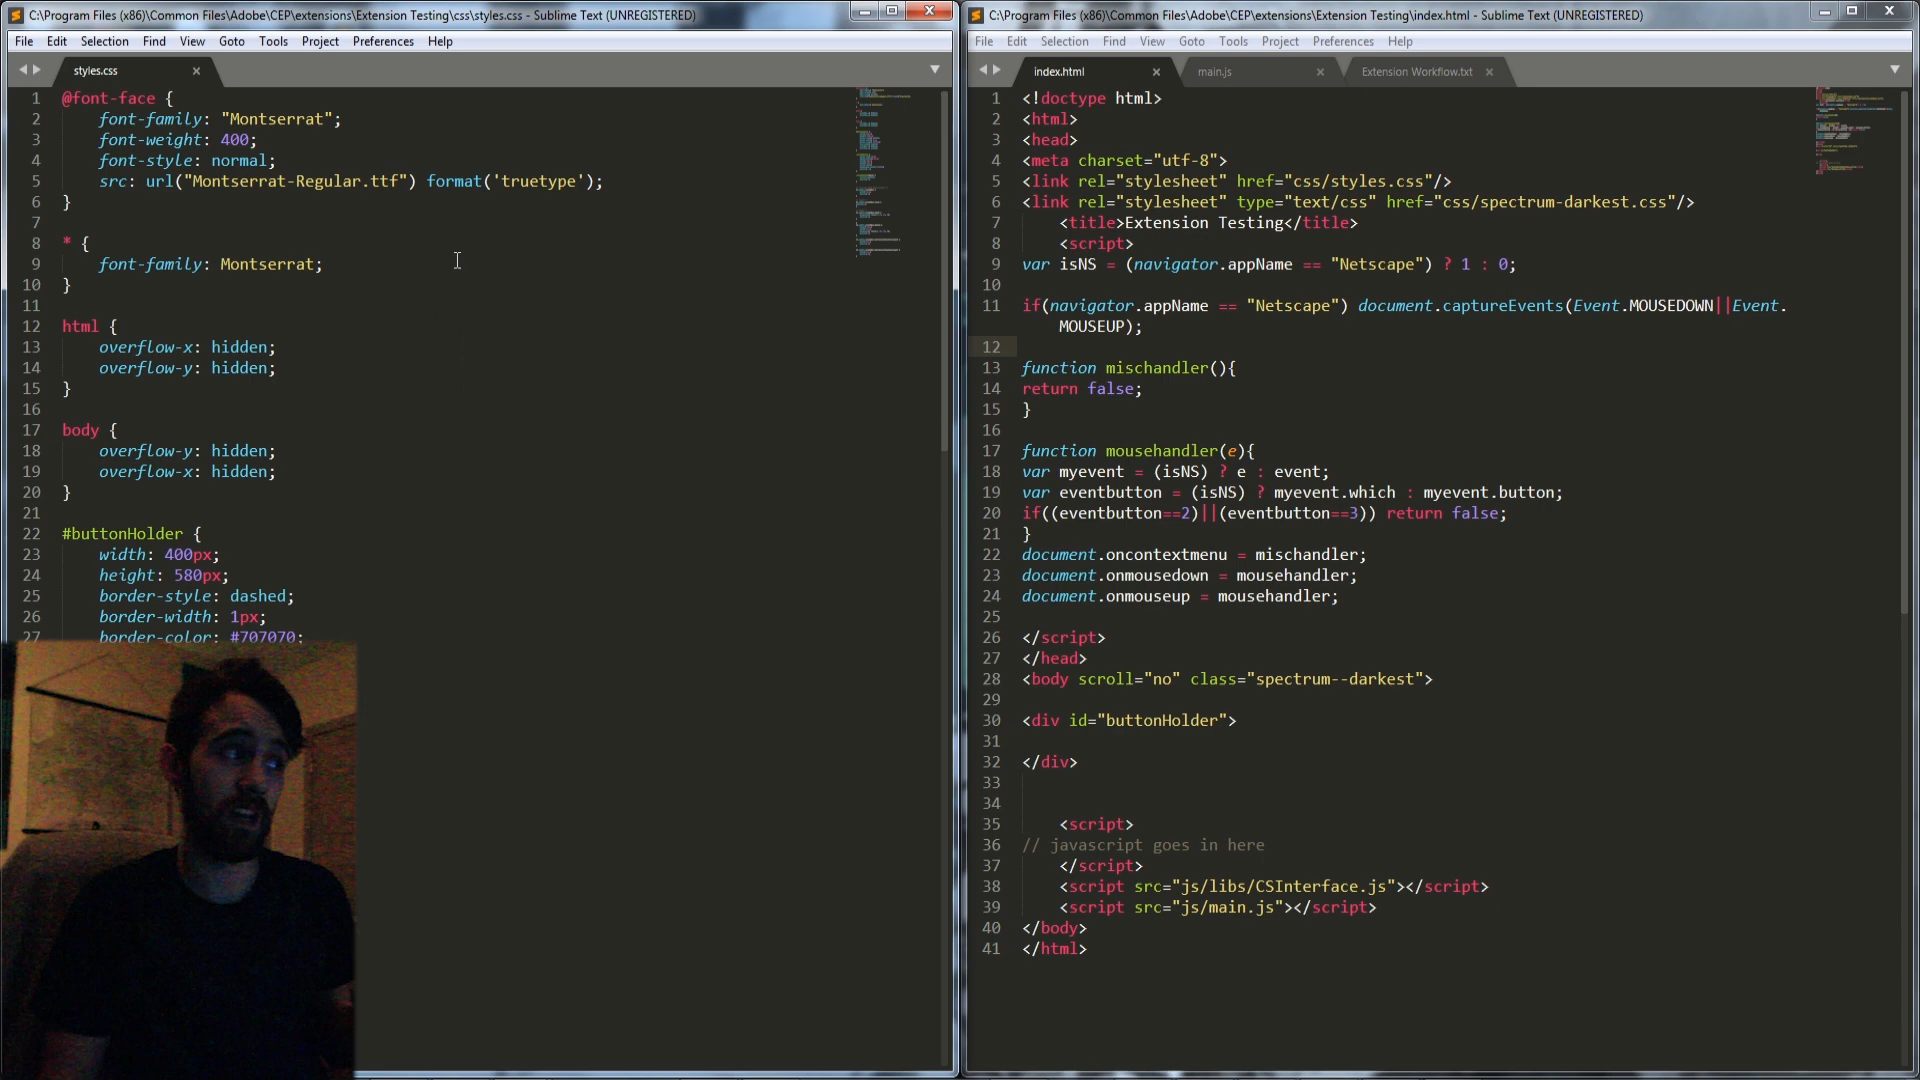 C:\Program Files (x86)\Common Files\Adobe\CEP\extensions\Extension Testing\css\styles.css - Sublime Text (UNREGISTERED)
File Edit Selection Find View Goto Tools Project Preferences Help
styles.css
1 @font-face {
2 font-family: "Montserrat";
3 font-weight: 400;
4 font-style: normal;
5 src: url("Montserrat-Regular.ttf") format('truetype');
6 }
7
8 * {
9 font-family: Montserrat;
10 }
11
12 html {
13 overflow-x: hidden;
14 overflow-y: hidden;
15 }
16
17 body {
18 overflow-y: hidden;
19 overflow-x: hidden;
20 }
21
22 #buttonHolder {
23 width: 400px;
24 height: 580px;
25 border-style: dashed;
26 border-width: 1px;
27 border-color: #707070;
C:\Program Files (x86)\Common Files\Adobe\CEP\extensions\Extension Testing\index.html - Sublime Text (UNREGISTERED)
File Edit Selection Find View Goto Tools Project Preferences Help
index.html main.js Extension Workflow.txt
1 <!doctype html>
2 <html>
3 <head>
4 <meta charset="utf-8">
5 <link rel="stylesheet" href="css/styles.css"/>
6 <link rel="stylesheet" type="text/css" href="css/spectrum-darkest.css"/>
7 <title>Extension Testing</title>
8 <script>
9 var isNS = (navigator.appName == "Netscape") ? 1 : 0;
10
11 if(navigator.appName == "Netscape") document.captureEvents(Event.MOUSEDOWN||Event.
MOUSEUP);
12
13 function mischandler(){
14 return false;
15 }
16
17 function mousehandler(e){
18 var myevent = (isNS) ? e : event;
19 var eventbutton = (isNS) ? myevent.which : myevent.button;
20 if((eventbutton==2)||(eventbutton==3)) return false;
21 }
22 document.oncontextmenu = mischandler;
23 document.onmousedown = mousehandler;
24 document.onmouseup = mousehandler;
25
26 </script>
27 </head>
28 <body scroll="no" class="spectrum--darkest">
29
30 <div id="buttonHolder">
31
32 </div>
33
34
35 <script>
36 // javascript goes in here
37 </script>
38 <script src="js/libs/CSInterface.js"></script>
39 <script src="js/main.js"></script>
40 </body>
41 </html>